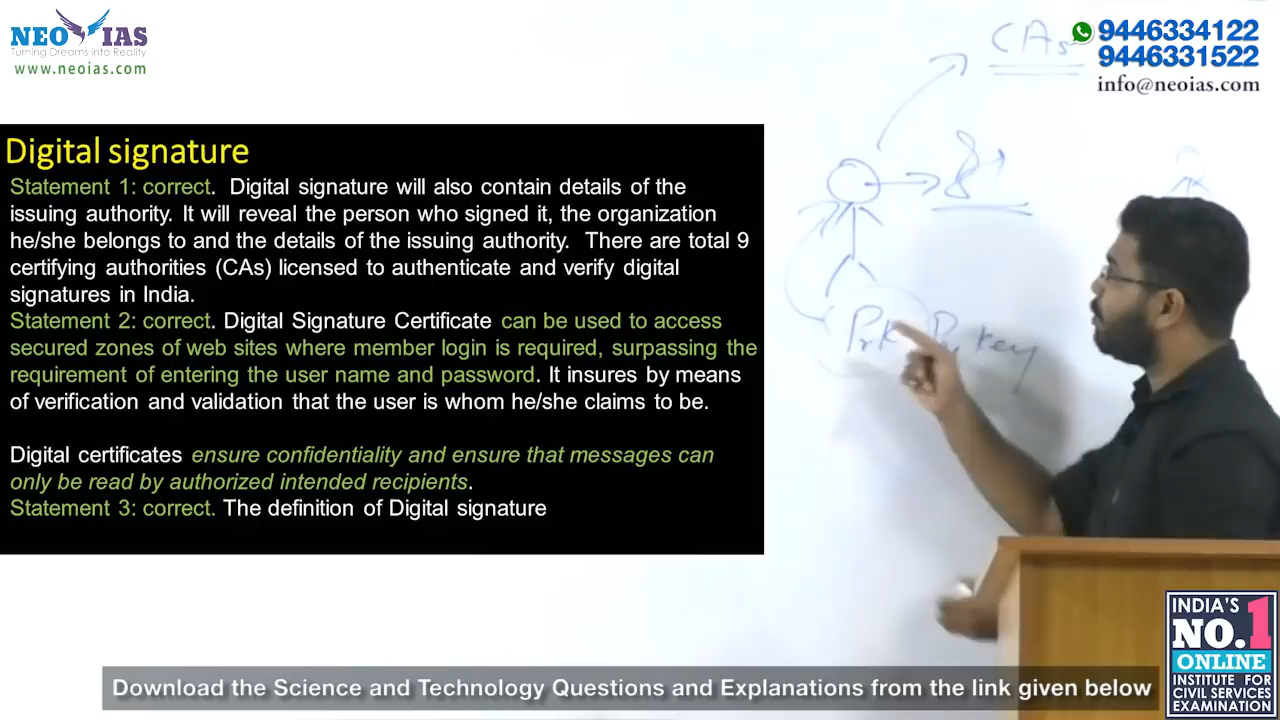 NEO IAS
Turning Dreams into Reality
www.neoias.com
CAs
9446334122
9446331522
info@neoias.com
Digital signature
Statement 1: correct. Digital signature will also contain details of the
issuing authority. It will reveal the person who signed it, the organization
he/she belongs to and the details of the issuing authority. There are total 9
certifying authorities (CAs) licensed to authenticate and verify digital
signatures in India.
Statement 2: correct. Digital Signature Certificate can be used to access
secured zones of web sites where member login is required, surpassing the
requirement of entering the user name and password. It insures by means
of verification and validation that the user is whom he/she claims to be.
Digital certificates ensure confidentiality and ensure that messages can
only be read by authorized intended recipients.
Statement 3: correct. The definition of Digital signature
PrK
key
INDIA'S
NO.1
ONLINE
INSTITUTE FOR
CIVIL SERVICES
EXAMINATION
Download the Science and Technology Questions and Explanations from the link given below